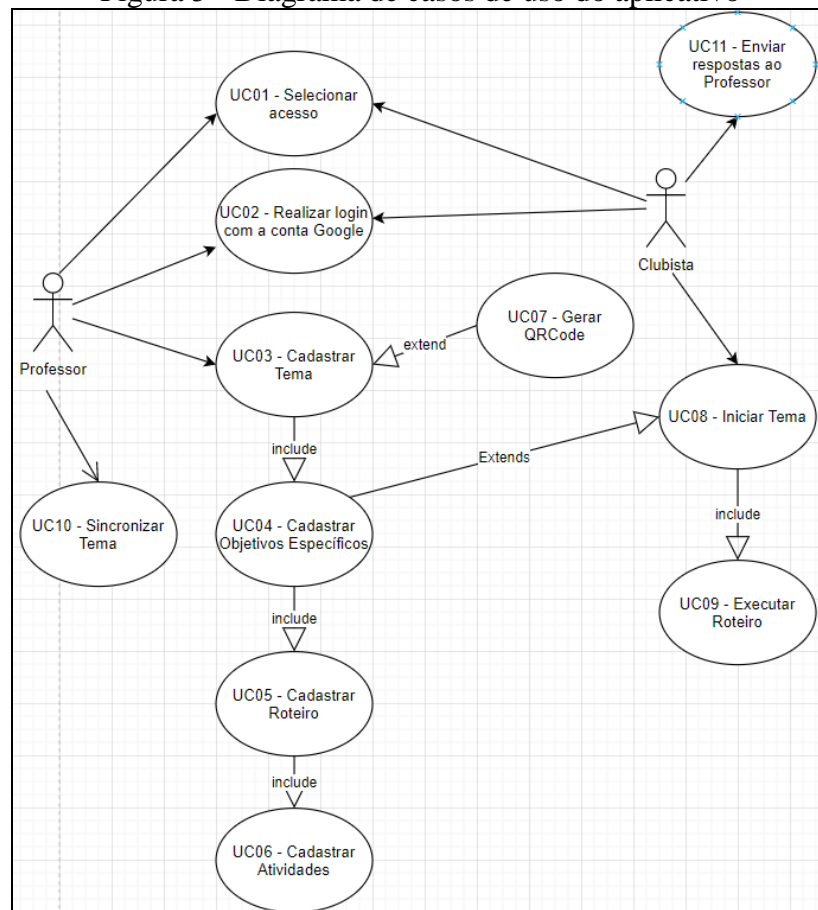 Figura 3 - Diagrama de casos de uso do aplicativo
UC11 - Enviar
respostas ao
Professor
UC01 - Selecionar
acesso
UC02 - Realizar login
com a conta Google
Clubista
UC07 - Gerar
QRCode
extend
UC03 - Cadastrar
Tema
Professor
UC08 - Iniciar Tema
include
Extends
UC10 - Sincronizar
Tema
UC04 - Cadastrar
Objetivos Específicos
include
UC09 - Executar
Roteiro
include
UC05 - Cadastrar
Roteiro
include
UC06 - Cadastrar
Atividades